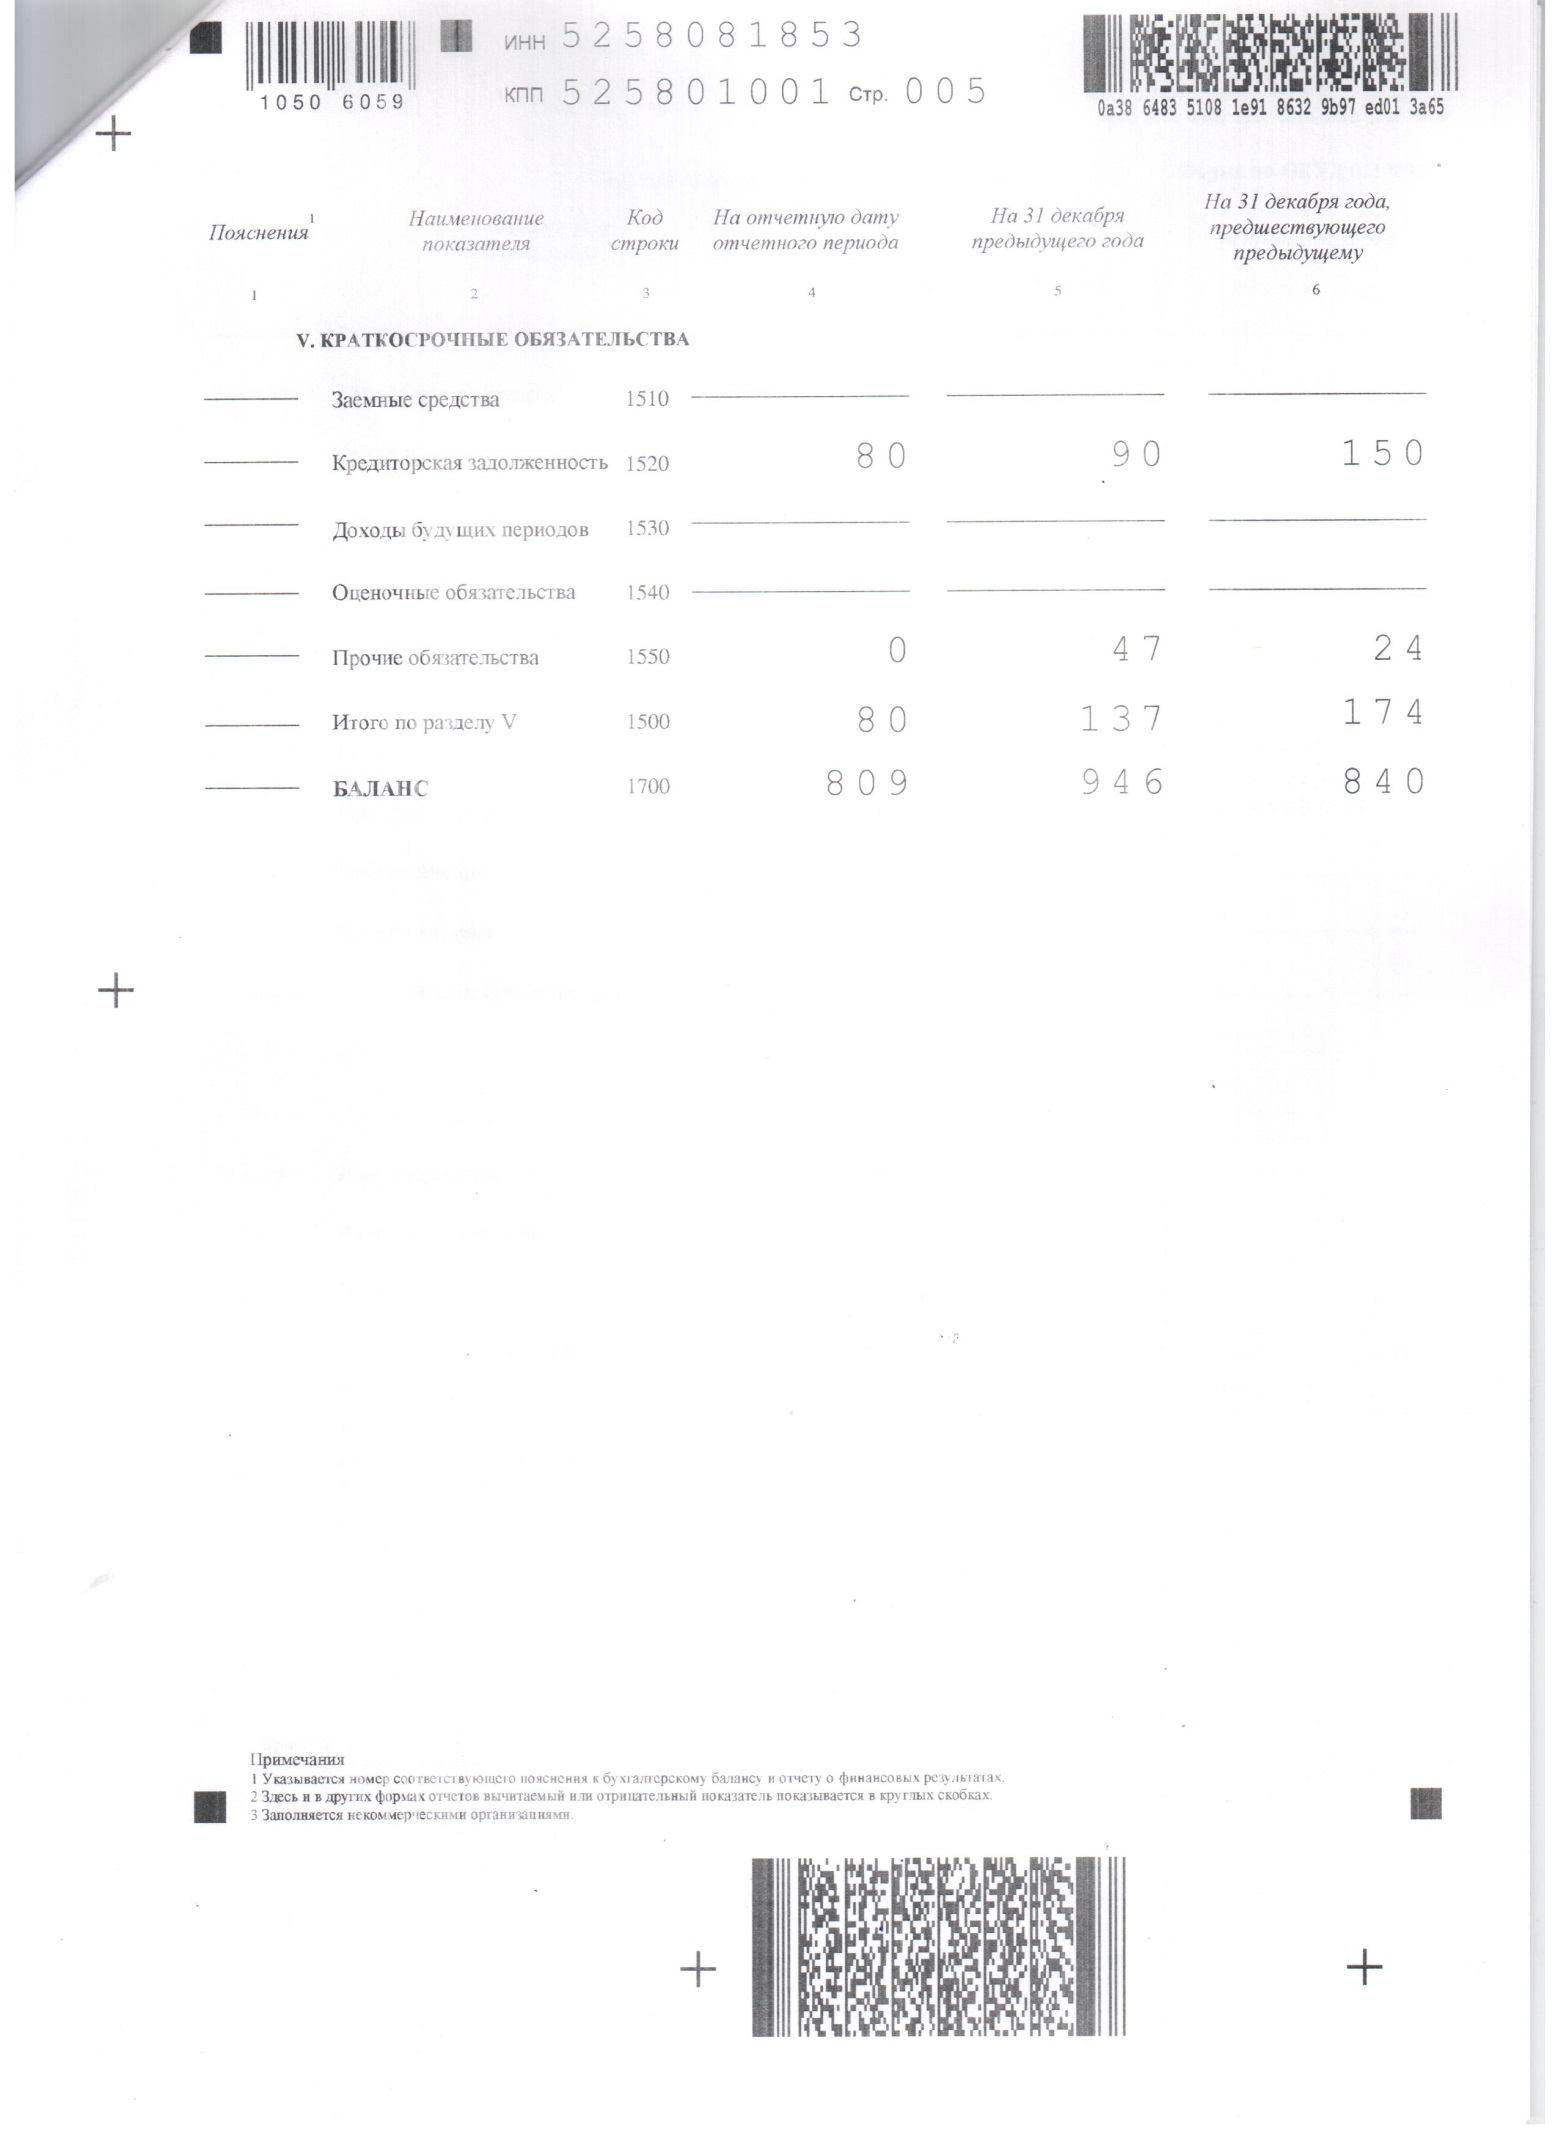 ИНН 5258081853
КПП 525801001 Стр. 005
1050 6059
0a38 6483 5108 1e91 8632 9b97 ed01 3a65
Пояснения 1 Наименование показателя Код строки На отчетную дату отчетного периода На 31 декабря предыдущего года На 31 декабря года, предшествующего предыдущему
1 2 3 4 5 6
V. КРАТКОСРОЧНЫЕ ОБЯЗАТЕЛЬСТВА
Заемные средства 1510
Кредиторская задолженность 1520 80 90 150
Доходы будущих периодов 1530
Оценочные обязательства 1540
Прочие обязательства 1550 0 47 24
Итого по разделу V 1500 80 137 174
БАЛАНС 1700 809 946 840
Примечания
1 Указывается номер соответствующего пояснения к бухгалтерскому балансу и отчету о финансовых результатах.
2 Здесь и в других формах отчетов вычитаемый или отрицательный показатель показывается в круглых скобках.
3 Заполняется некоммерческими организациями.